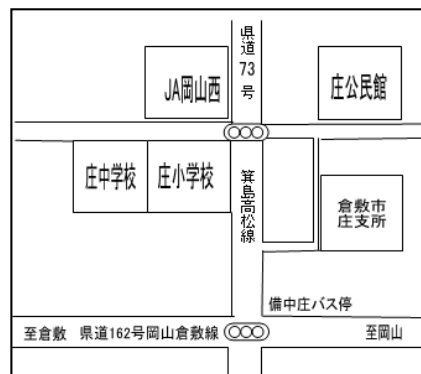 県道73号
JA岡山西
庄公民館
庄中学校
庄小学校
箕島高松線
倉敷市
庄支所
備中庄バス停
至倉敷
県道162号岡山倉敷線
至岡山